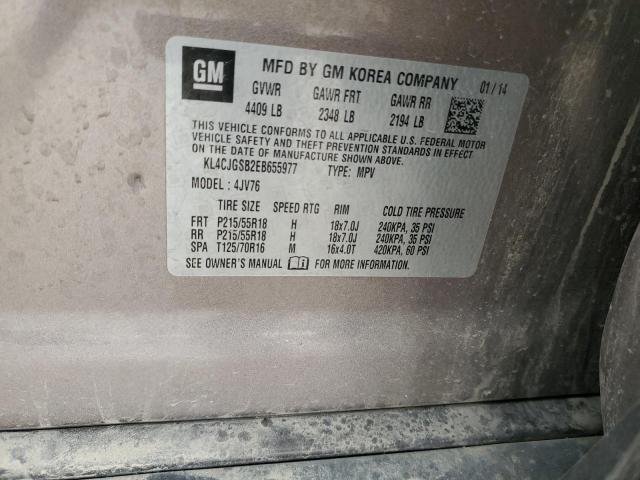 GM
MFD BY GM KOREA COMPANY 01/14
GVWR GAWR FRT GAWR RR
4409 LB 2348 LB 2194 LB
THIS VEHICLE CONFORMS TO ALL APPLICABLE U.S. FEDERAL MOTOR
VEHICLE SAFETY AND THEFT PREVENTION STANDARDS IN EFFECT
ON THE DATE OF MANUFACTURE SHOWN ABOVE.
KL4CJGSB2EB655977 TYPE: MPV
MODEL: 4JV76
TIRE SIZE SPEED RTG RIM COLD TIRE PRESSURE
FRT P215/55R18 H 18x7.0J 240KPA, 35 PSI
RR P215/55R18 H 18x7.0J 240KPA, 35 PSI
SPA T125/70R16 M 16x4.0T 420KPA, 60 PSI
SEE OWNER'S MANUAL FOR MORE INFORMATION.